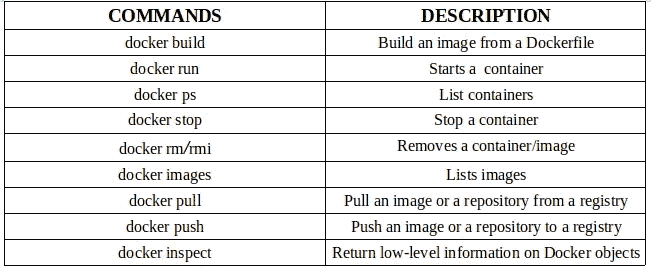 COMMANDS DESCRIPTION
docker build Build an image from a Dockerfile
docker run Starts a container
docker ps List containers
docker stop Stop a container
docker rm/rmi Removes a container/image
docker images Lists images
docker pull Pull an image or a repository from a registry
docker push Push an image or a repository to a registry
docker inspect Return low-level information on Docker objects